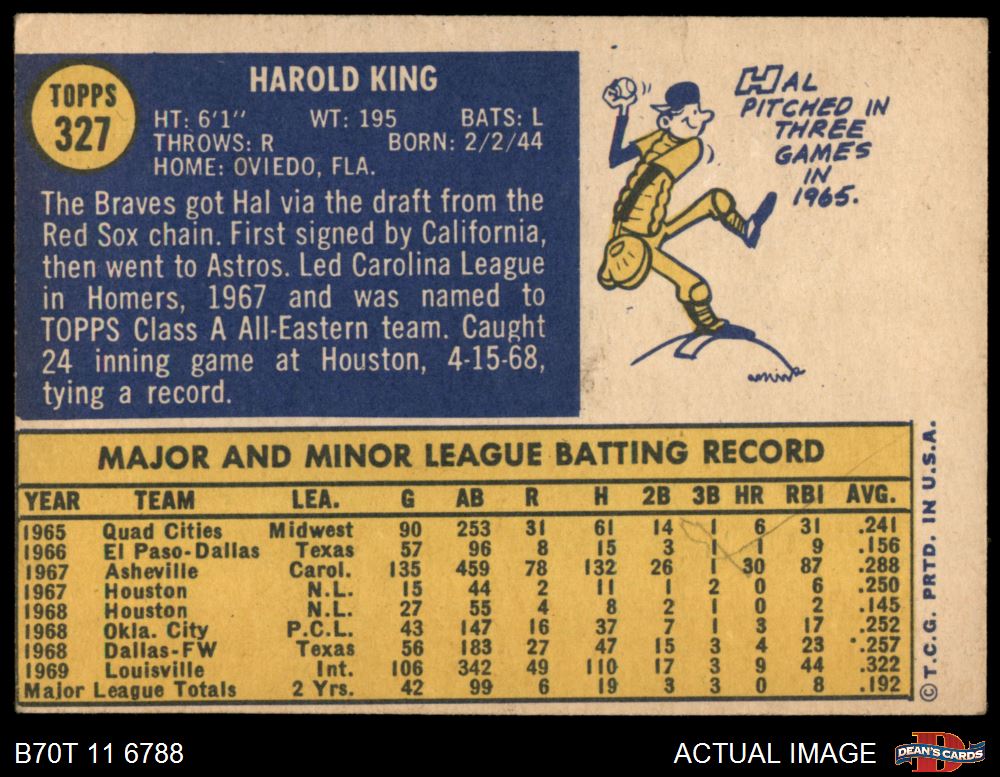 TOPPS
327
HAROLD KING
HT: 6'1" WT: 195 BATS: L
THROWS: R BORN: 2/2/44
HOME: OVIEDO, FLA.
The Braves got Hal via the draft from the
Red Sox chain. First signed by California,
then went to Astros. Led Carolina League
in Homers, 1967 and was named to
TOPPS Class A All-Eastern team. Caught
24 inning game at Houston, 4-15-68,
tying a record.
HAL
PITCHED IN
THREE
GAMES
IN
1965.
MAJOR AND MINOR LEAGUE BATTING RECORD
YEAR TEAM LEA. G AB R H 2B 3B HR RBI AVG.
1965 Quad Cities Midwest 90 253 31 61 14 1 6 31 .241
1966 El Paso-Dallas Texas 57 96 8 15 3 1 1 9 .156
1967 Asheville Carol. 135 459 78 132 26 1 30 87 .288
1967 Houston N.L. 15 44 2 11 1 2 0 6 .250
1968 Houston N.L. 27 55 4 8 2 1 0 2 .145
1968 Okla. City P.C.L. 43 147 16 37 7 1 3 17 .252
1968 Dallas-FW Texas 56 183 27 47 15 3 4 23 .257
1969 Louisville Int. 106 342 49 110 17 3 9 44 .322
Major League Totals 2 Yrs. 42 99 6 19 3 3 0 8 .192
© T.C.G. PRTD. IN U.S.A.
B70T 11 6788
ACTUAL IMAGE
DEAN'S CARDS